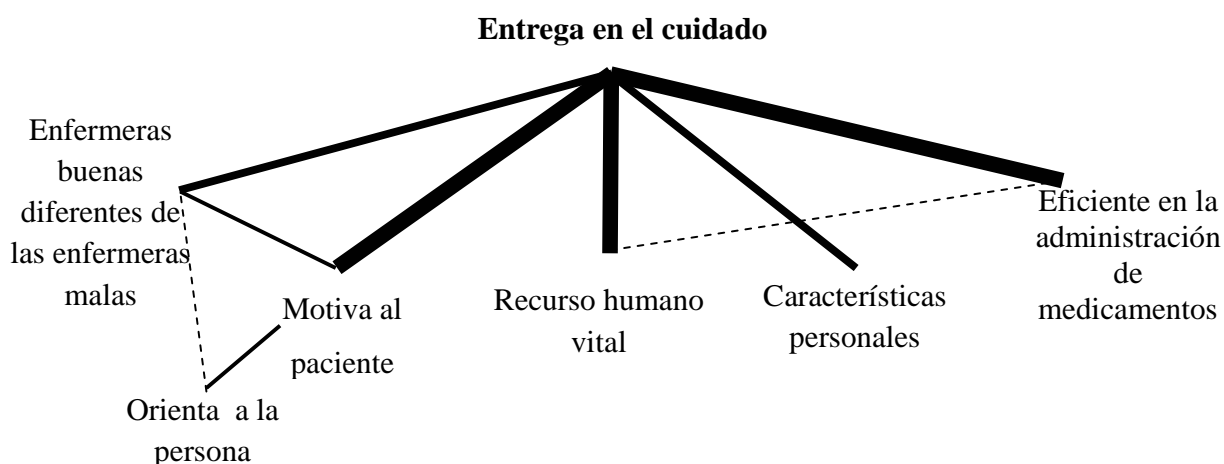 Entrega en el cuidado
Enfermeras
buenas
diferentes de
las enfermeras
malas
Motiva al
paciente
Orienta a la
persona
Recurso humano
vital
Características
personales
Eficiente en la
administración
de
medicamentos